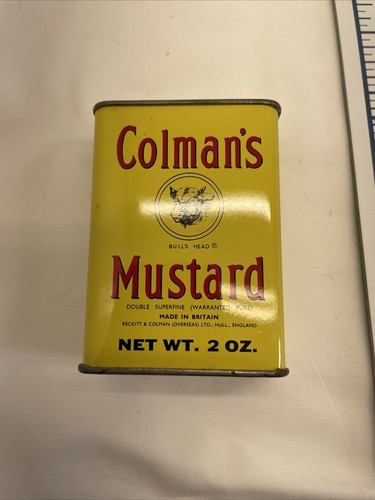 Colman's
BULL'S HEAD ®
Mustard
DOUBLE SUPERFINE (WARRANTED PURE)
MADE IN BRITAIN
RECKITT & COLMAN (OVERSEAS) LTD., HULL, ENGLAND
NET WT. 2 OZ.